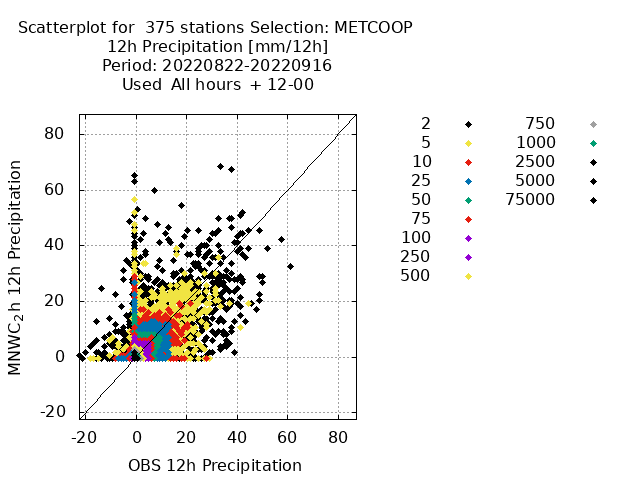 Scatterplot for  375 stations Selection: METCOOP
12h Precipitation [mm/12h]
Period: 20220822-20220916
Used  All hours  + 12-00
MNWC2h 12h Precipitation
80
60
40
20
0
-20
-20 0 20 40 60 80
OBS 12h Precipitation
2
5
10
25
50
75
100
250
500
750
1000
2500
5000
75000